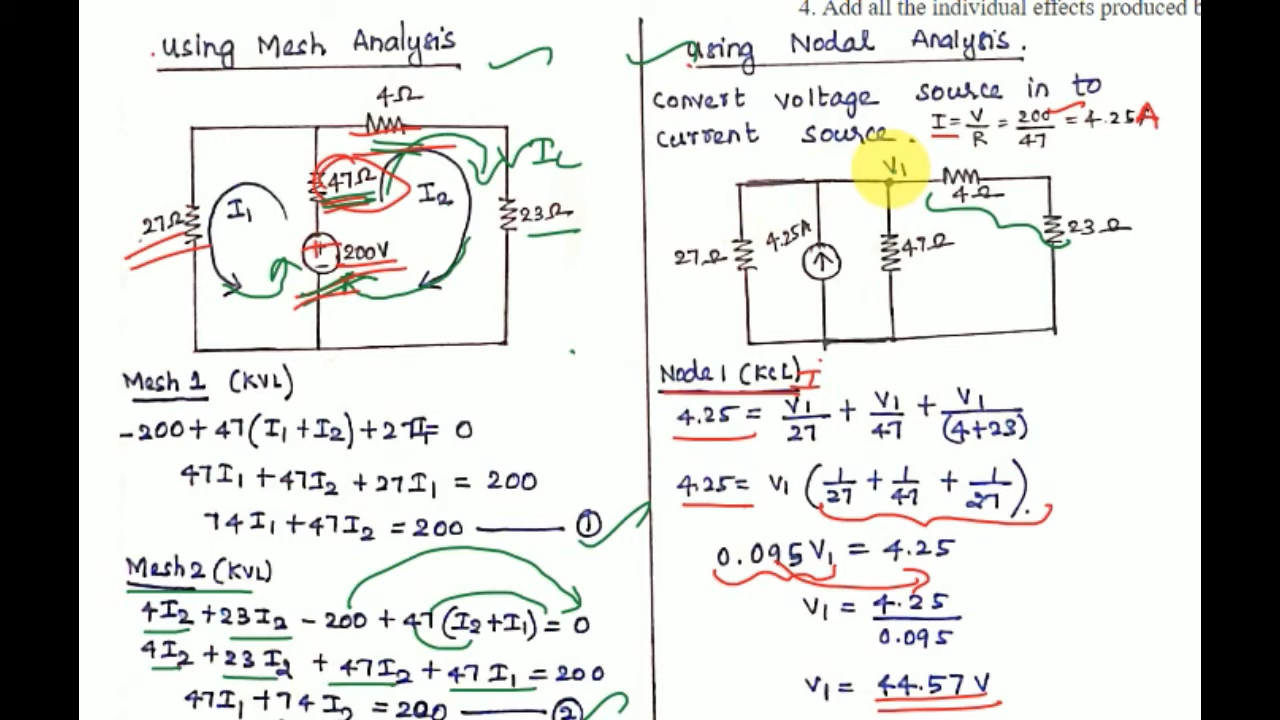 4. Add all the individual effects produced b
using Mesh Analysis
4Ω
47Ω
I1
I2
IL
27Ω
23Ω
+
200V
-
Mesh 1 (KVL)
-200+47(I1+I2)+27I1=0
47I1+47I2+27I1=200
74I1+47I2=200 ——— ①
Mesh2(KVL)
4I2+23I2-200+47(I2+I1)=0
4I2+23I2+47I2+47I1=200
47I1+74I2=200 ——— ②
using Nodal Analysis.
convert voltage source in to
current source. I=V/R=200/47=4.25A
V1
4Ω
27Ω
4.25A
47Ω
23Ω
Node1(KCL) I
4.25=V1/27+V1/47+V1/(4+23)
4.25=V1(1/27+1/47+1/27).
0.095V1=4.25
V1=4.25/0.095
V1=44.57V